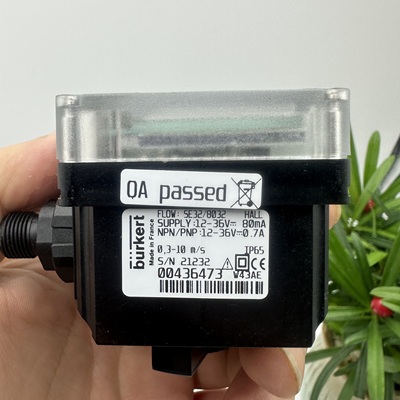 QA passed
bürkert
Made in France
FLOW: SE32/8032 HALL
SUPPLY:12-36V⎓ 80mA
NPN/PNP:12-36V⎓0.7A
0,3-10 m/s IP65
S/N 21232
00436473 W43AE